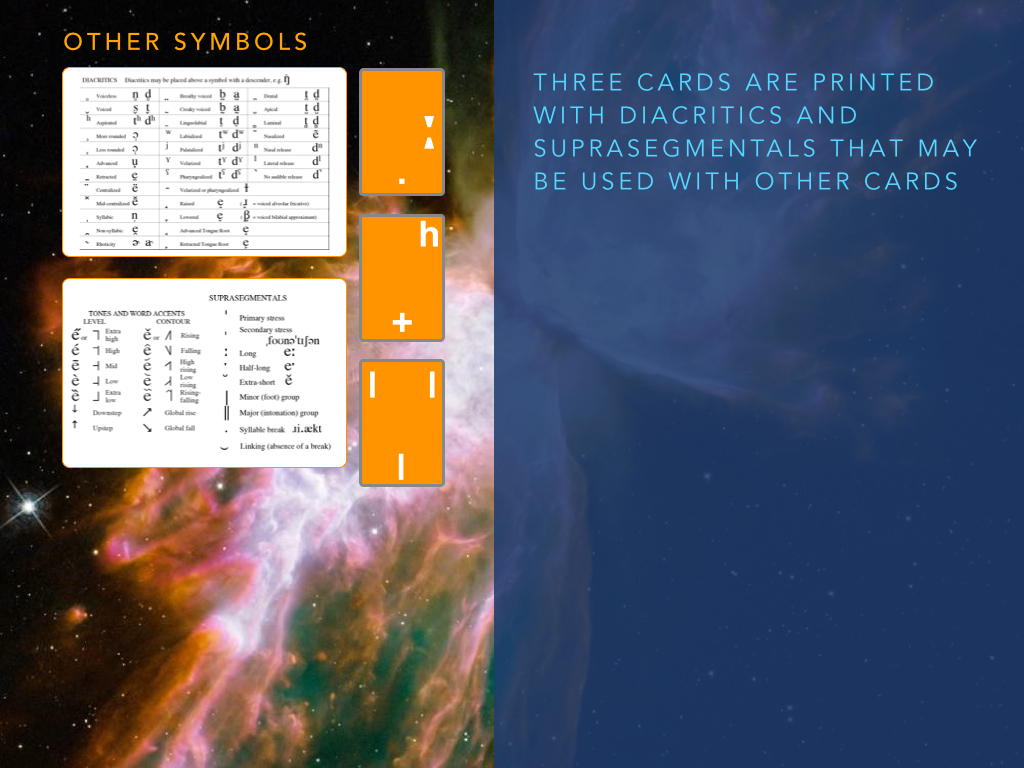 OTHER SYMBOLS
DIACRITICS Diacritics may be placed above a symbol with a descender, e.g. ŋ̊
Voiceless n̥ d̥ Breathy voiced b̤ a̤ Dental t̪ d̪
Voiced s̬ t̬ Creaky voiced b̰ a̰ Apical t̺ d̺
ʰ Aspirated tʰ dʰ Linguolabial t̼ d̼ Laminal t̻ d̻
More rounded ɔ̹ ʷ Labialized tʷ dʷ Nasalized ẽ
Less rounded ɔ̜ ʲ Palatalized tʲ dʲ ⁿ Nasal release dⁿ
Advanced u̟ ˠ Velarized tˠ dˠ ˡ Lateral release dˡ
Retracted e̠ ˤ Pharyngealized tˤ dˤ No audible release d̚
Centralized ë Velarized or pharyngealized ɫ
Mid-centralized e̽ Raised e̝ (ɹ̝ = voiced alveolar fricative)
Syllabic n̩ Lowered e̞ (β̞ = voiced bilabial approximant)
Non-syllabic e̯ Advanced Tongue Root e̘
Rhoticity ɚ a˞ Retracted Tongue Root e̙
SUPRASEGMENTALS
TONES AND WORD ACCENTS
LEVEL CONTOUR
e̋ or ˥ Extra high ě or ˩˥ Rising
é ˦ High ê ˥˩ Falling
ē ˧ Mid e᷄ High rising
è ˨ Low e᷅ Low rising
ȅ ˩ Extra low e᷈ Rising-falling
↓ Downstep ↗ Global rise
↑ Upstep ↘ Global fall
ˈ Primary stress
ˌ Secondary stress
ˌfoʊnəˈtɪʃən
ː Long eː
ˑ Half-long eˑ
˘ Extra-short ĕ
| Minor (foot) group
‖ Major (intonation) group
. Syllable break ɹi.ækt
‿ Linking (absence of a break)
ː
.
h
+
| |
|
THREE CARDS ARE PRINTED
WITH DIACRITICS AND
SUPRASEGMENTALS THAT MAY
BE USED WITH OTHER CARDS